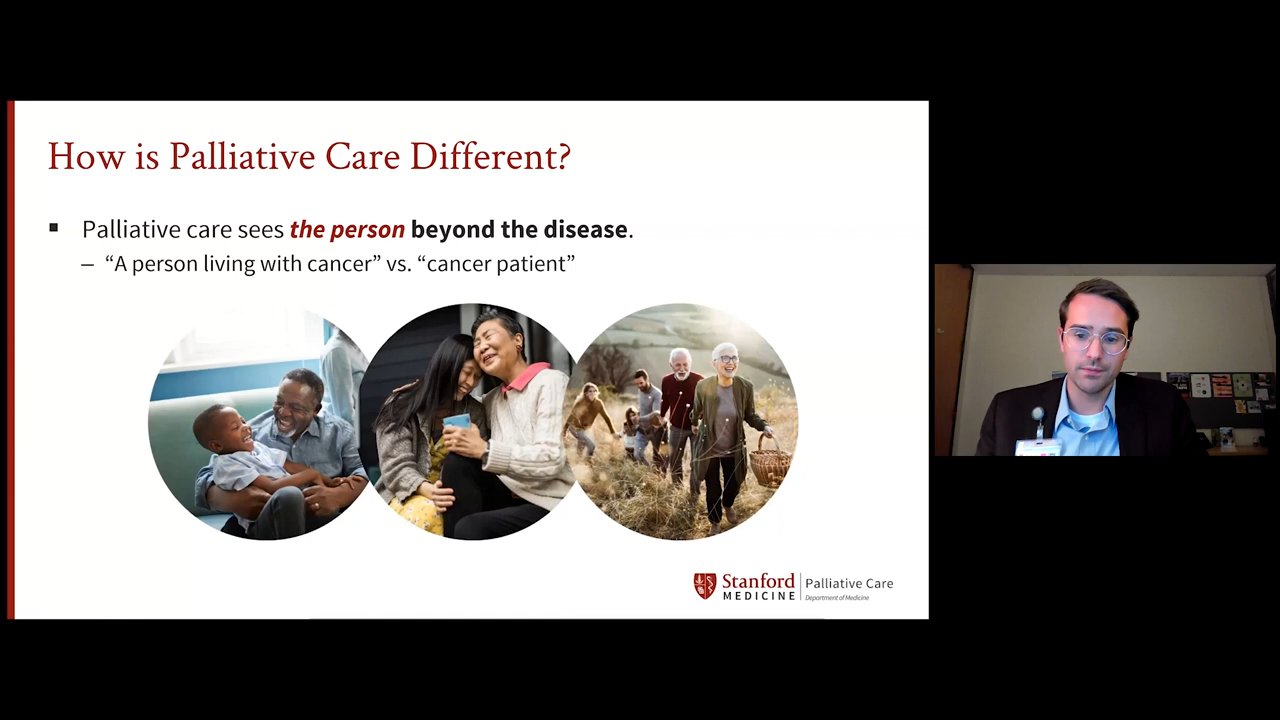 How is Palliative Care Different?
▪ Palliative care sees the person beyond the disease.
– “A person living with cancer” vs. “cancer patient”
Stanford
MEDICINE
Palliative Care
Department of Medicine